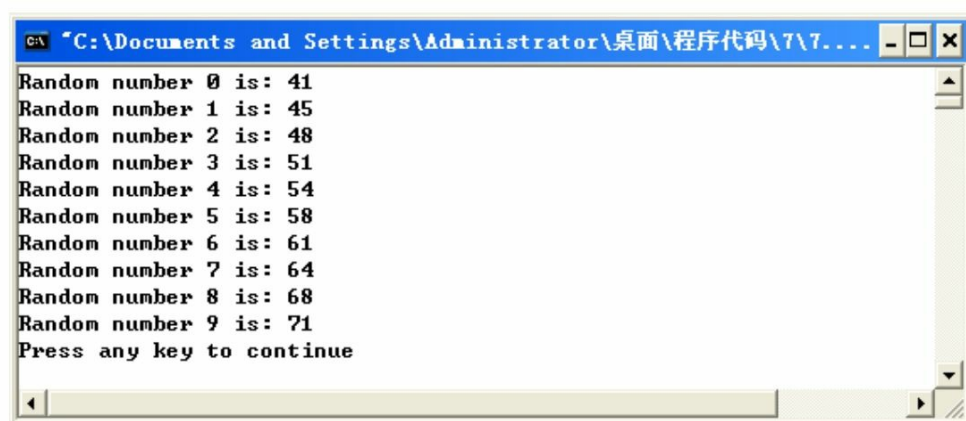 "C:\Documents and Settings\Administrator\桌面\程序代码\7\7....
Random number 0 is: 41
Random number 1 is: 45
Random number 2 is: 48
Random number 3 is: 51
Random number 4 is: 54
Random number 5 is: 58
Random number 6 is: 61
Random number 7 is: 64
Random number 8 is: 68
Random number 9 is: 71
Press any key to continue